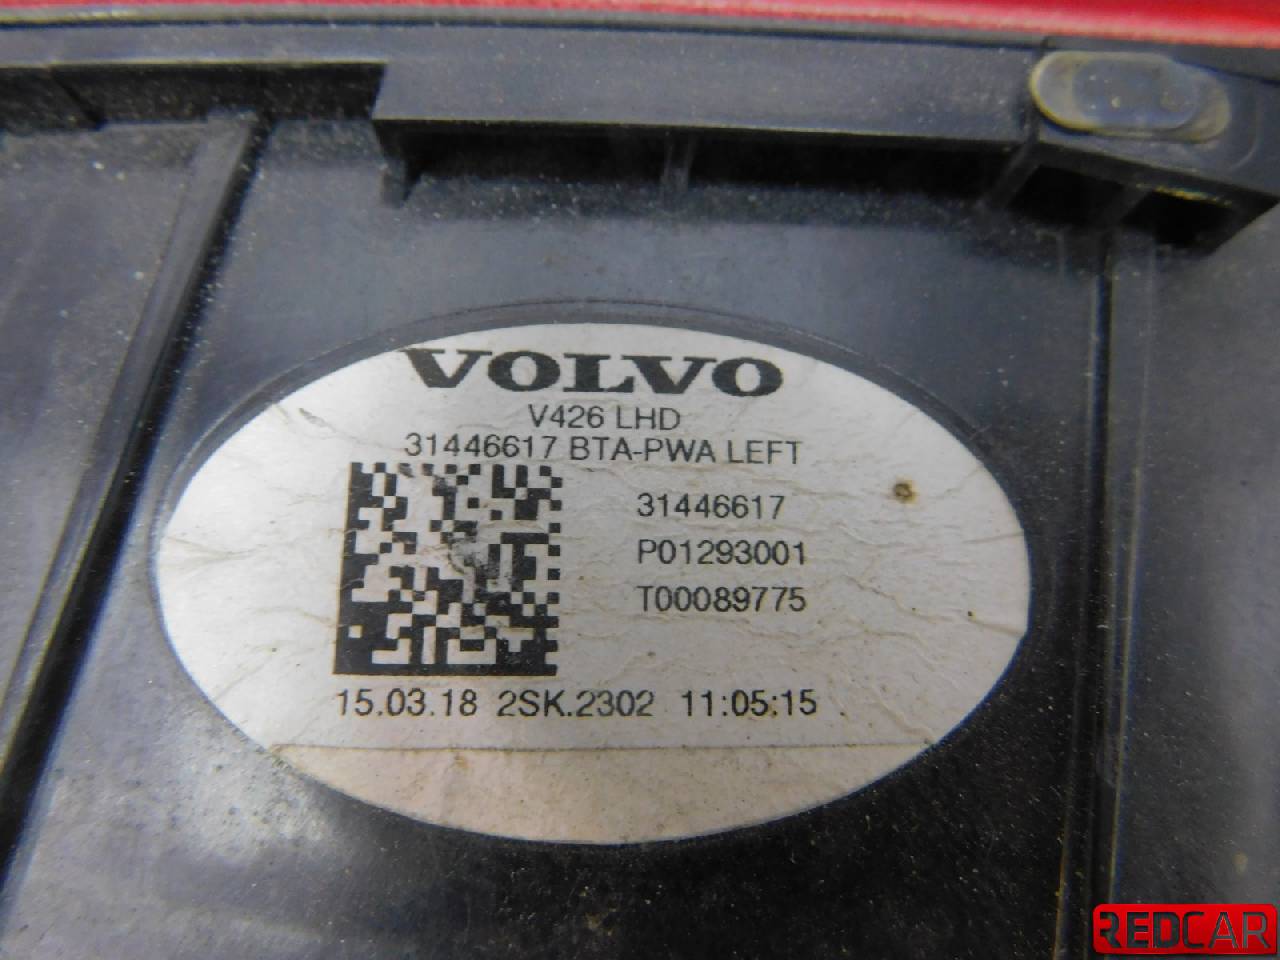 VOLVO
V426 LHD
31446617 BTA-PWA LEFT
31446617
P01293001
T00089775
15.03.18 2SK.2302 11:05:15
REDCAR